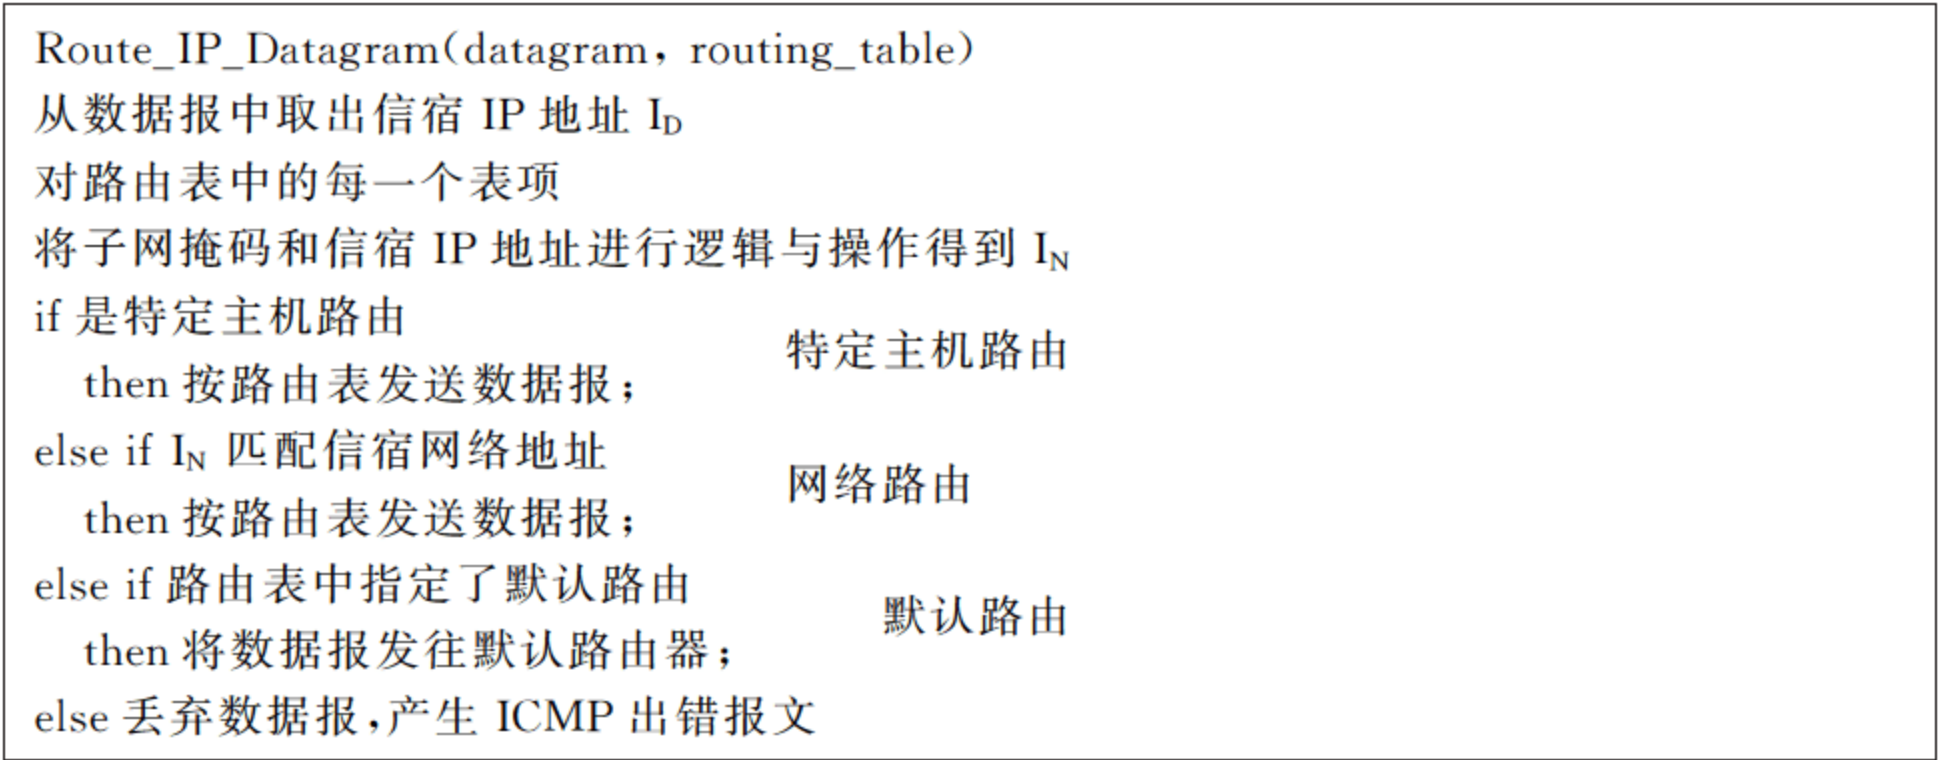 Route_IP_Datagram(datagram，routing_table)
从数据报中取出信宿 IP 地址 I_D
对路由表中的每一个表项
将子网掩码和信宿 IP 地址进行逻辑与操作得到 I_N
if 是特定主机路由
特定主机路由
then 按路由表发送数据报；
else if I_N 匹配信宿网络地址
网络路由
then 按路由表发送数据报；
else if 路由表中指定了默认路由
默认路由
then 将数据报发往默认路由器；
else 丢弃数据报，产生 ICMP 出错报文